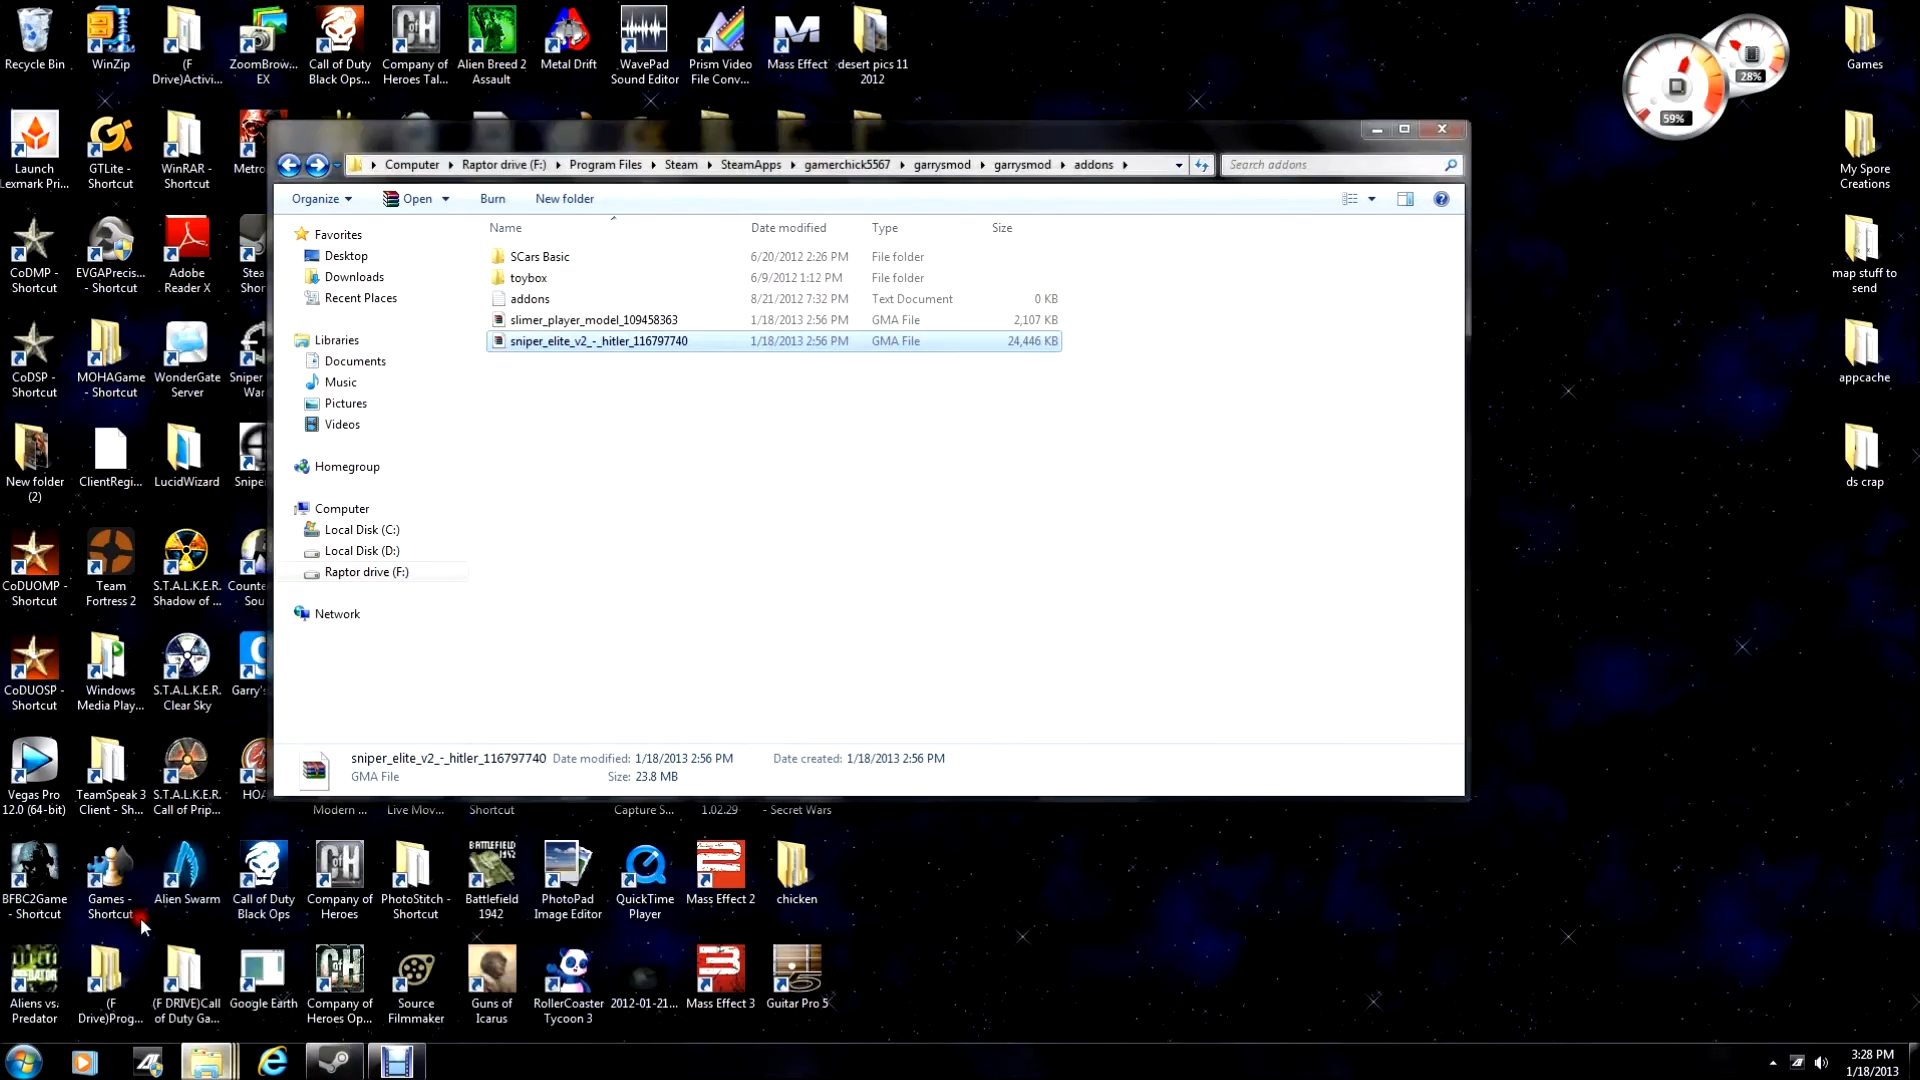 Recycle Bin
WinZip
(F
Drive)Activi...
ZoomBrow...
EX
Call of Duty
Black Ops...
Company of
Heroes Tal...
Alien Breed 2
Assault
Metal Drift
WavePad
Sound Editor
Prism Video
File Conv...
Mass Effect
desert pics 11
2012
28%
59%
Games
Launch
Lexmark Pri...
GTLite -
Shortcut
WinRAR -
Shortcut
Metro
My Spore
Creations
CoDMP -
Shortcut
EVGAPrecis...
- Shortcut
Adobe
Reader X
Stea
Shor
map stuff to
send
CoDSP -
Shortcut
MOHAGame
- Shortcut
WonderGate
Server
Sniper
War
appcache
New folder
(2)
ClientRegi...
LucidWizard
Sniper
ds crap
CoDUOMP -
Shortcut
Team
Fortress 2
S.T.A.L.K.E.R.
Shadow of ...
Counte
Sou
CoDUOSP -
Shortcut
Windows
Media Play...
S.T.A.L.K.E.R.
Clear Sky
Garry's
Vegas Pro
12.0 (64-bit)
TeamSpeak 3
Client - Sh...
S.T.A.L.K.E.R.
Call of Prip...
HOA
Modern ...
Live Mov...
Shortcut
Capture S...
1.02.29
- Secret Wars
BFBC2Game
- Shortcut
Games -
Shortcut
Alien Swarm
Call of Duty
Black Ops
Company of
Heroes
PhotoStitch -
Shortcut
BATTLEFIELD
1942
Battlefield
1942
PhotoPad
Image Editor
QuickTime
Player
Mass Effect 2
chicken
Aliens vs.
Predator
(F
Drive)Prog...
(F DRIVE)Call
of Duty Ga...
Google Earth
Company of
Heroes Op...
Source
Filmmaker
Guns of
Icarus
RollerCoaster
Tycoon 3
2012-01-21...
Mass Effect 3
Guitar Pro 5
Computer Raptor drive (F:) Program Files Steam SteamApps gamerchick5567 garrysmod garrysmod addons
Search addons
Organize Open Burn New folder
Name Date modified Type Size
SCars Basic 6/20/2012 2:26 PM File folder
toybox 6/9/2012 1:12 PM File folder
addons 8/21/2012 7:32 PM Text Document 0 KB
slimer_player_model_109458363 1/18/2013 2:56 PM GMA File 2,107 KB
sniper_elite_v2_-_hitler_116797740 1/18/2013 2:56 PM GMA File 24,446 KB
Favorites
Desktop
Downloads
Recent Places
Libraries
Documents
Music
Pictures
Videos
Homegroup
Computer
Local Disk (C:)
Local Disk (D:)
Raptor drive (F:)
Network
sniper_elite_v2_-_hitler_116797740 Date modified: 1/18/2013 2:56 PM Date created: 1/18/2013 2:56 PM
GMA File Size: 23.8 MB
3:28 PM
1/18/2013